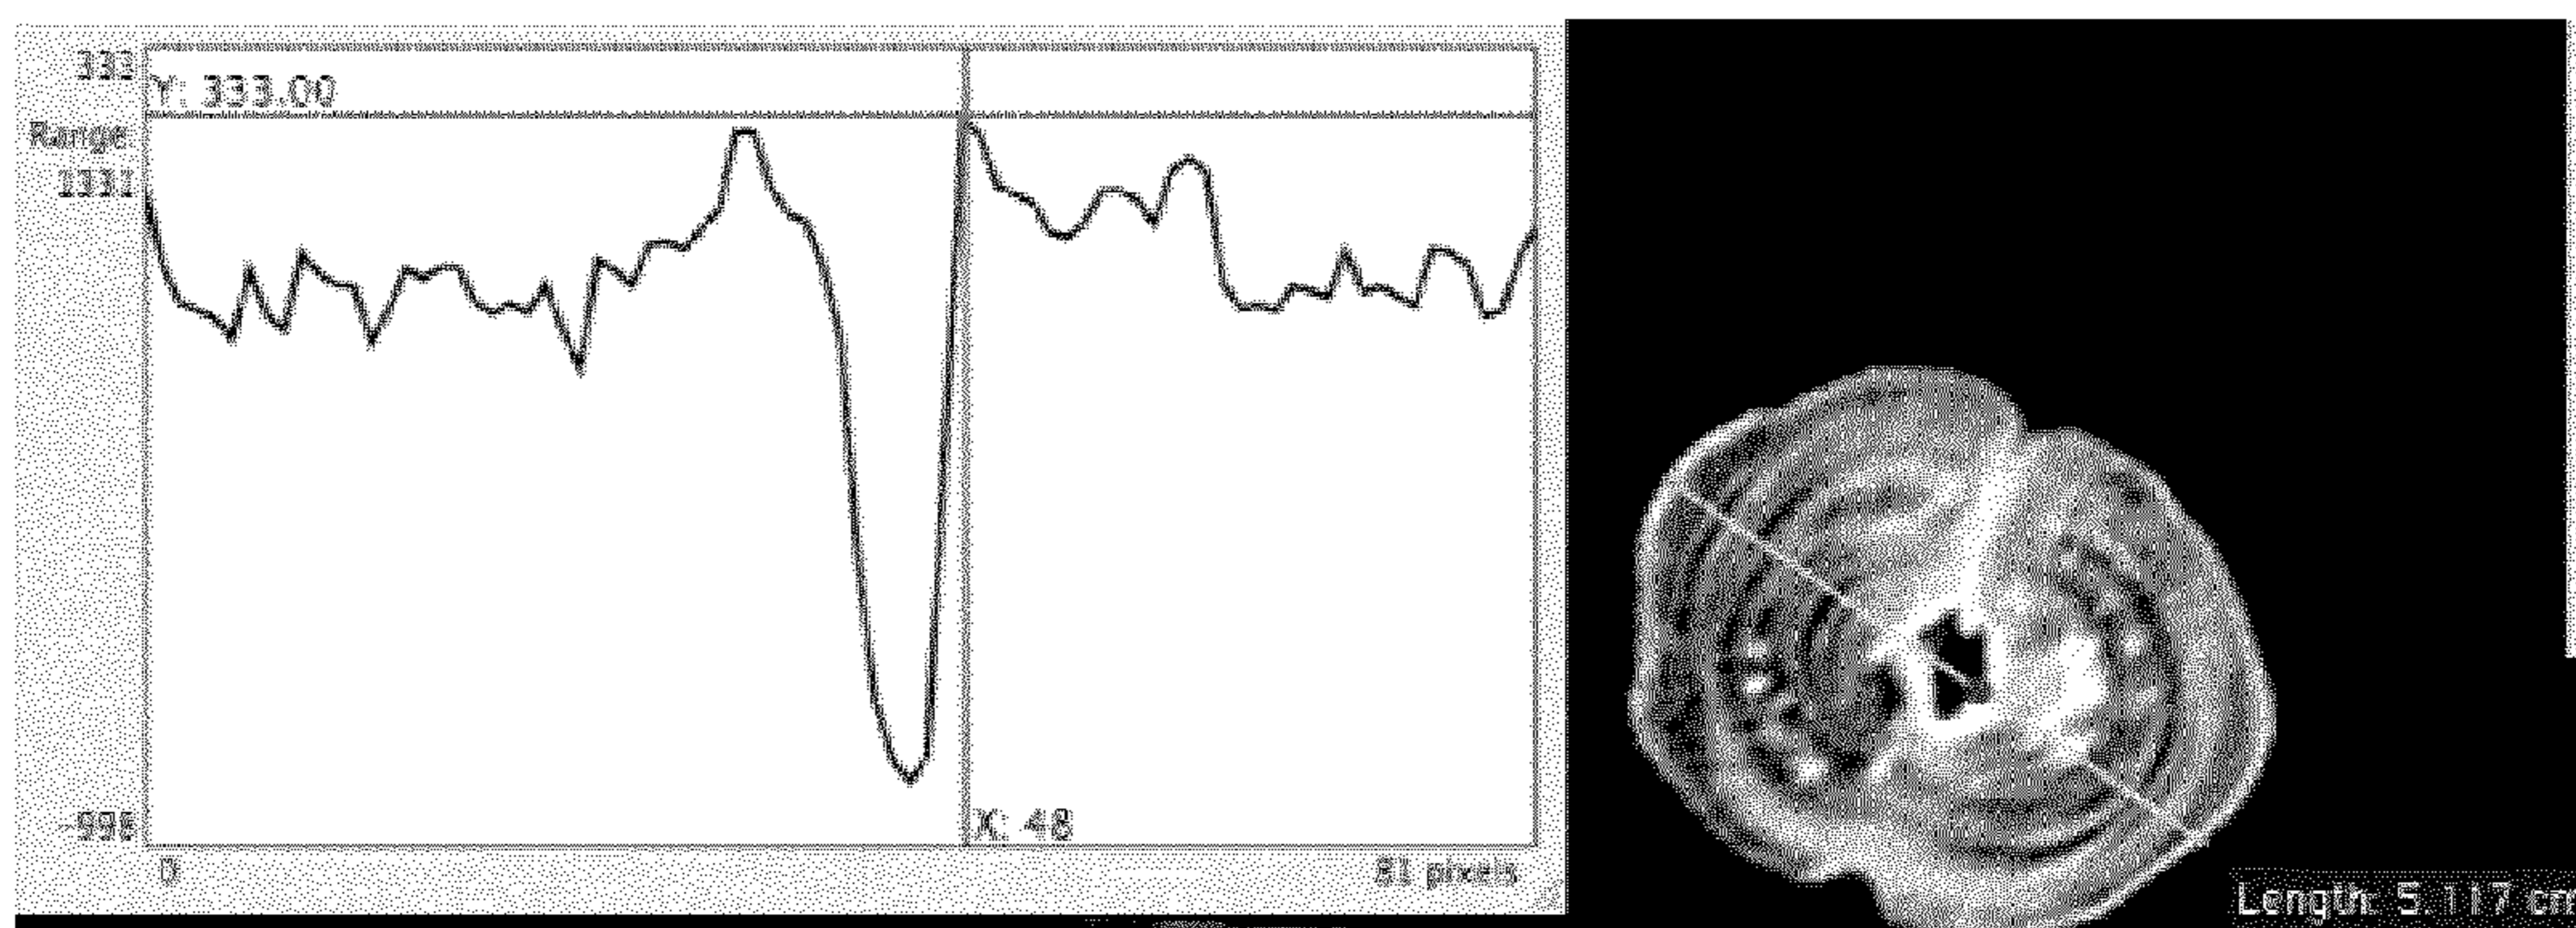 333
Y: 333.00
Range
1331
-998
X: 48
0
81 pixels
Length: 5.117 cm